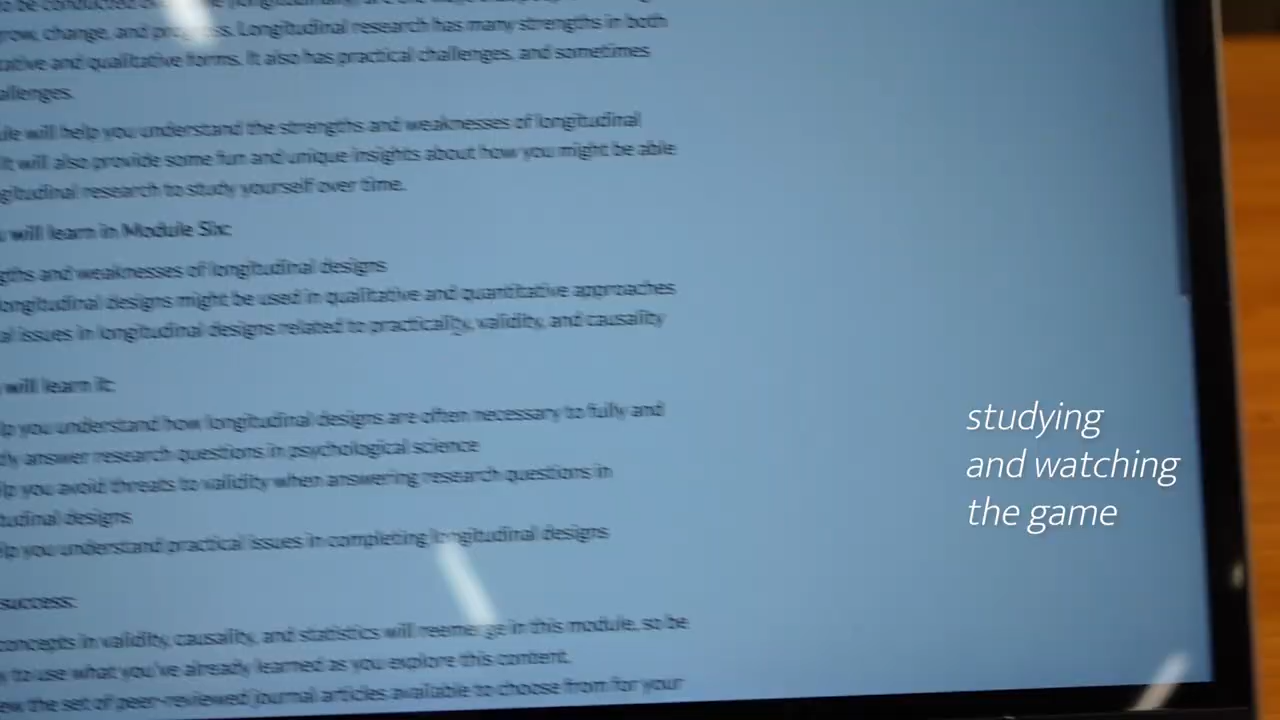 grow, change, and progress. Longitudinal research has many strengths in both
and qualitative forms. It also has practical challenges, and sometimes
will help you understand the strengths and weaknesses of longitudinal
It will also provide some fun and unique insights about how you might be able
research to study yourself over time.
will learn in Module Six:
and weaknesses of longitudinal designs
longitudinal designs might be used in qualitative and quantitative approaches
issues in longitudinal designs related to practicality, validity, and causality
will learn it:
you understand how longitudinal designs are often necessary to fully and
answer research questions in psychological science
you avoid threats to validity when answering research questions in
designs
you understand practical issues in completing longitudinal designs
success:
concepts in validity, causality, and statistics will reemerge in this module, so be
to use what you've already learned as you explore this content.
the set of peer-reviewed journal articles available to choose from for your
studying
and watching
the game